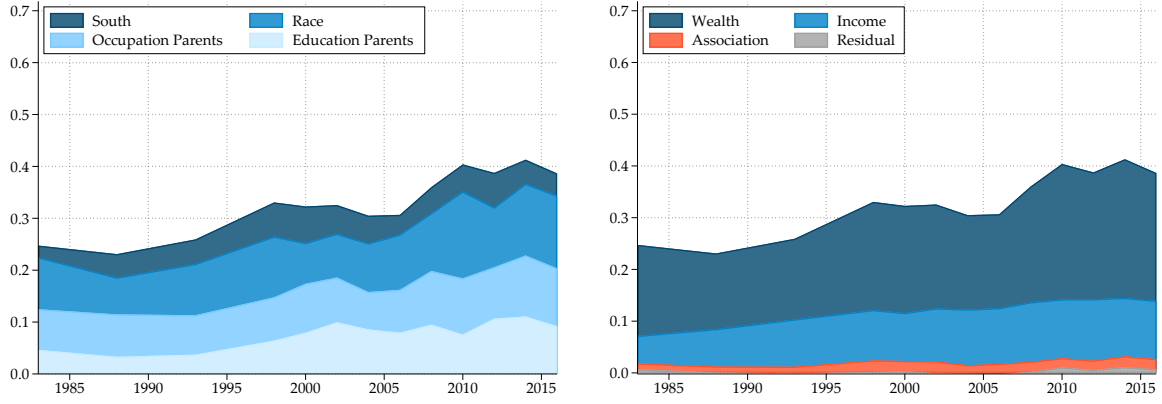 South Race
Occupation Parents Education Parents
0.7
0.6
0.5
0.4
0.3
0.2
0.1
0.0
1985 1990 1995 2000 2005 2010 2015
Wealth Income
Association Residual
0.7
0.6
0.5
0.4
0.3
0.2
0.1
0.0
1985 1990 1995 2000 2005 2010 2015